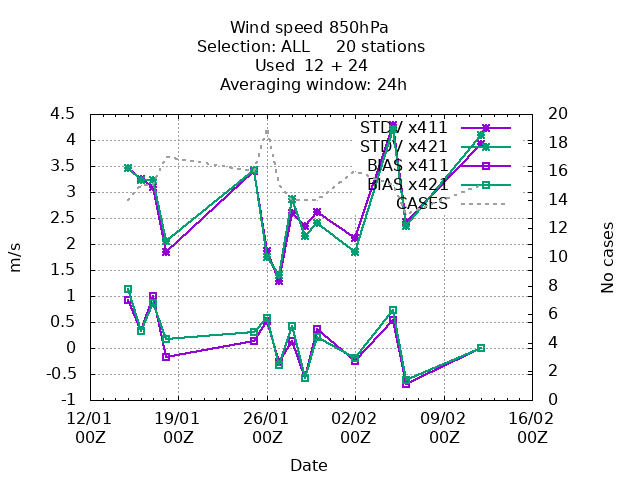 Wind speed 850hPa
Selection: ALL 20 stations
Used 12 + 24
Averaging window: 24h
4.5
4
3.5
3
2.5
2
1.5
1
0.5
0
-0.5
-1
m/s
20
18
16
14
12
10
8
6
4
2
0
No cases
STDV x411
STDV x421
BIAS x411
BIAS x421
CASES
12/01 19/01 26/01 02/02 09/02 16/02
00Z 00Z 00Z 00Z 00Z 00Z
Date